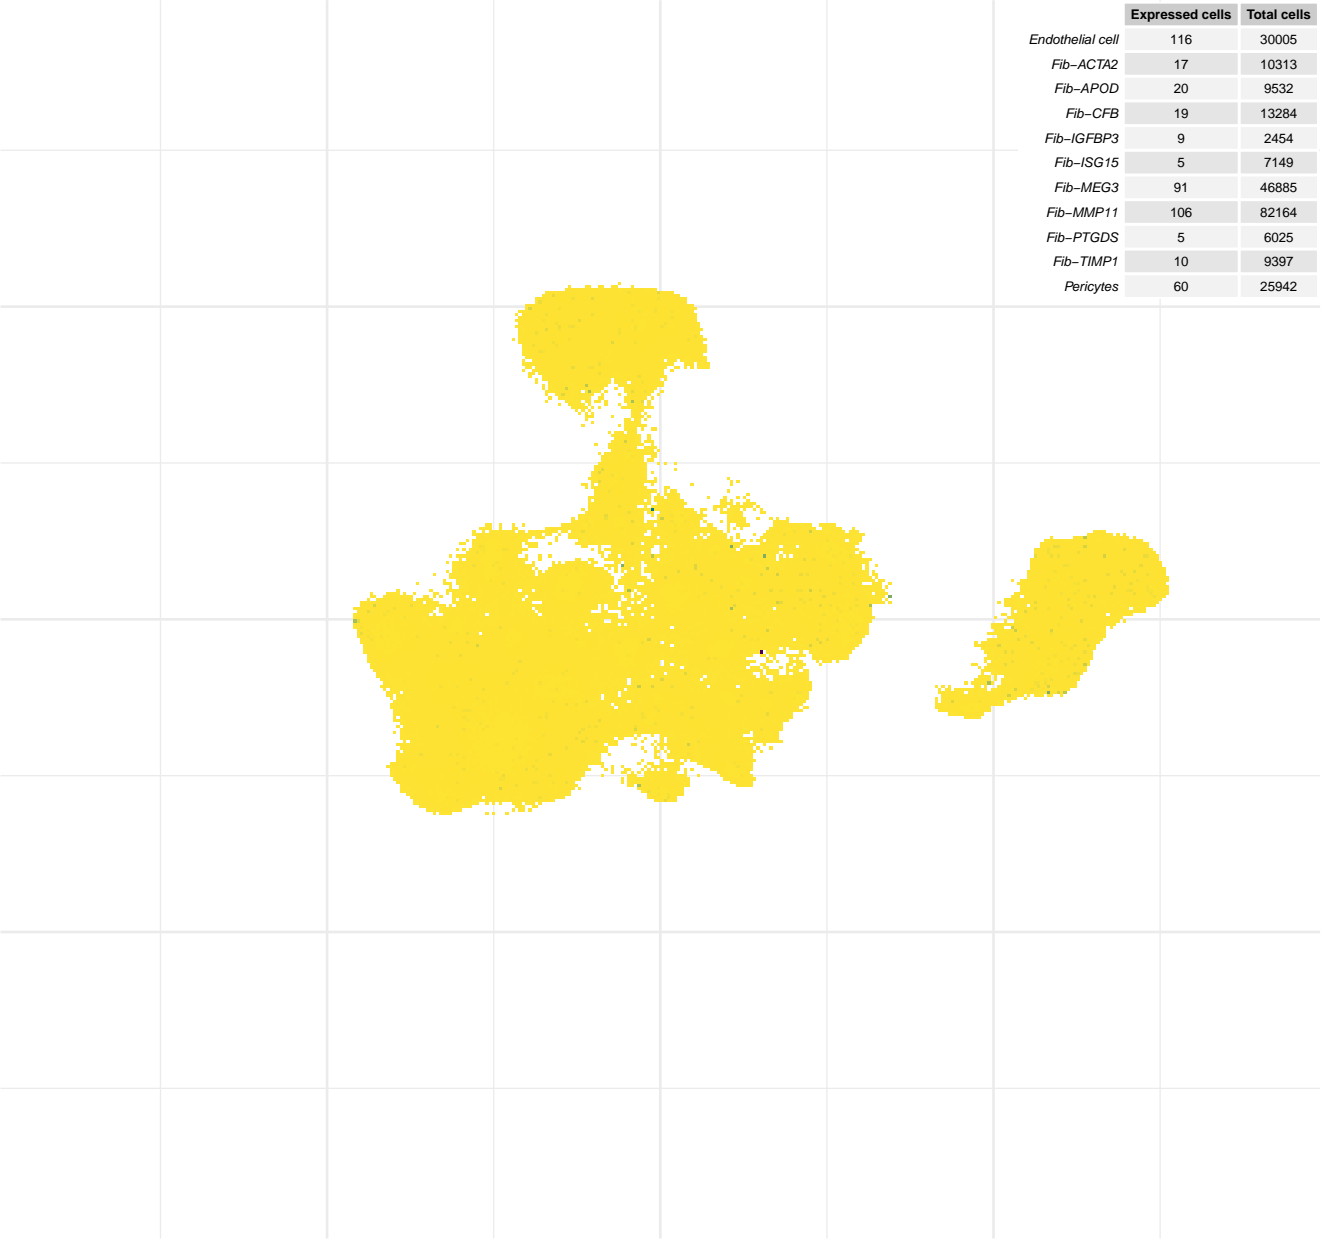 Expressed cells Total cells
Endothelial cell 116 30005
Fib−ACTA2 17 10313
Fib−APOD 20 9532
Fib−CFB 19 13284
Fib−IGFBP3 9 2454
Fib−ISG15 5 7149
Fib−MEG3 91 46885
Fib−MMP11 106 82164
Fib−PTGDS 5 6025
Fib−TIMP1 10 9397
Pericytes 60 25942